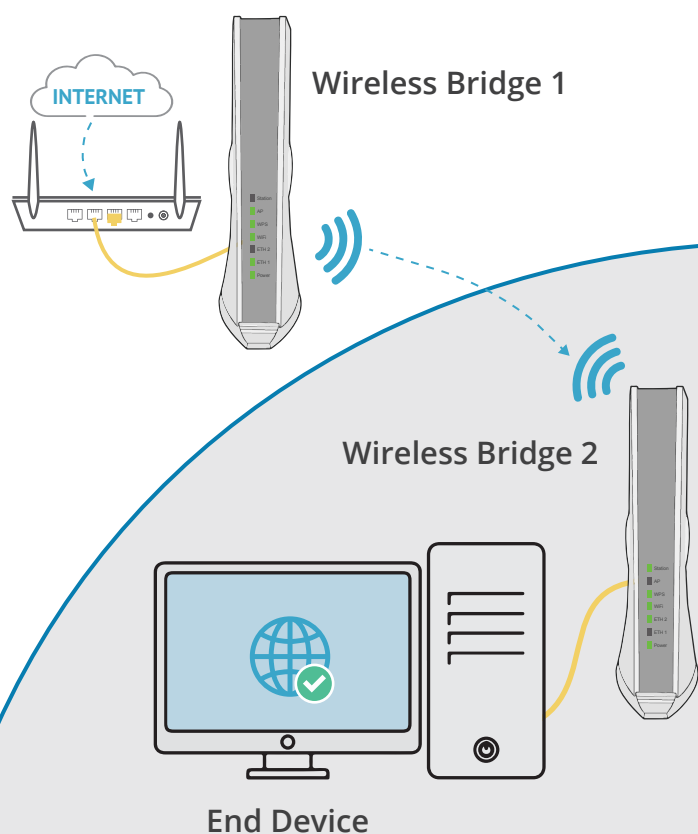 Wireless Bridge 1
INTERNET
Station
AP
WPS
WiFi
ETH 2
ETH 1
Power
Wireless Bridge 2
Station
AP
WPS
WiFi
ETH 2
ETH 1
Power
End Device